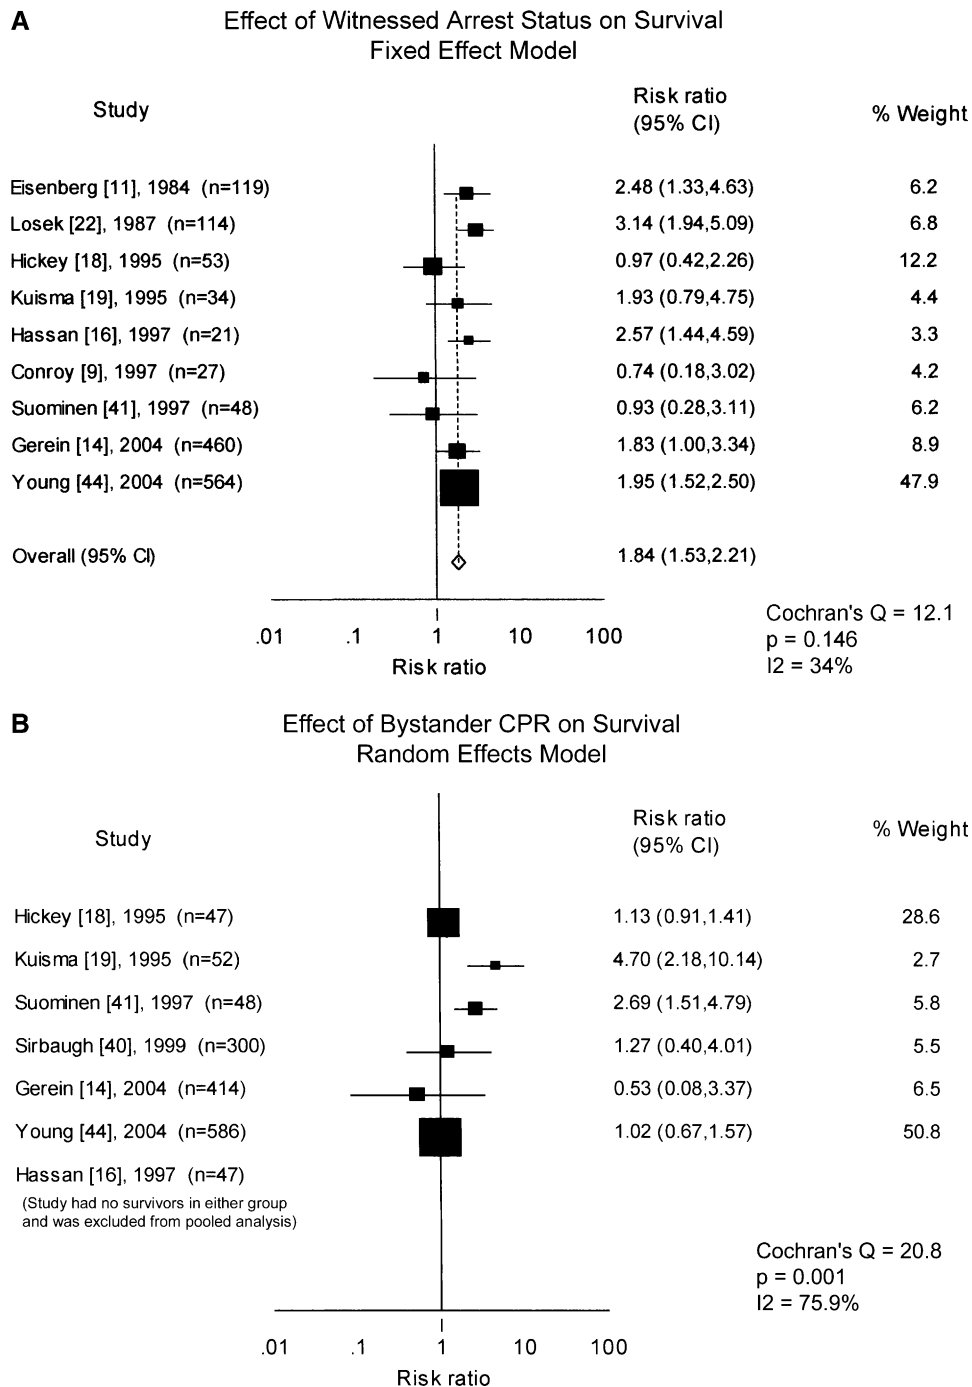 A
Effect of Witnessed Arrest Status on Survival
Fixed Effect Model
Study
Risk ratio
(95% CI)
% Weight
Eisenberg [11], 1984 (n=119) 2.48 (1.33,4.63) 6.2
Losek [22], 1987 (n=114) 3.14 (1.94,5.09) 6.8
Hickey [18], 1995 (n=53) 0.97 (0.42,2.26) 12.2
Kuisma [19], 1995 (n=34) 1.93 (0.79,4.75) 4.4
Hassan [16], 1997 (n=21) 2.57 (1.44,4.59) 3.3
Conroy [9], 1997 (n=27) 0.74 (0.18,3.02) 4.2
Suominen [41], 1997 (n=48) 0.93 (0.28,3.11) 6.2
Gerein [14], 2004 (n=460) 1.83 (1.00,3.34) 8.9
Young [44], 2004 (n=564) 1.95 (1.52,2.50) 47.9
Overall (95% CI) 1.84 (1.53,2.21)
.01 .1 1 10 100
Risk ratio
Cochran's Q = 12.1
p = 0.146
I2 = 34%
B
Effect of Bystander CPR on Survival
Random Effects Model
Study
Risk ratio
(95% CI)
% Weight
Hickey [18], 1995 (n=47) 1.13 (0.91,1.41) 28.6
Kuisma [19], 1995 (n=52) 4.70 (2.18,10.14) 2.7
Suominen [41], 1997 (n=48) 2.69 (1.51,4.79) 5.8
Sirbaugh [40], 1999 (n=300) 1.27 (0.40,4.01) 5.5
Gerein [14], 2004 (n=414) 0.53 (0.08,3.37) 6.5
Young [44], 2004 (n=586) 1.02 (0.67,1.57) 50.8
Hassan [16], 1997 (n=47)
(Study had no survivors in either group
and was excluded from pooled analysis)
Cochran's Q = 20.8
p = 0.001
I2 = 75.9%
.01 .1 1 10 100
Risk ratio